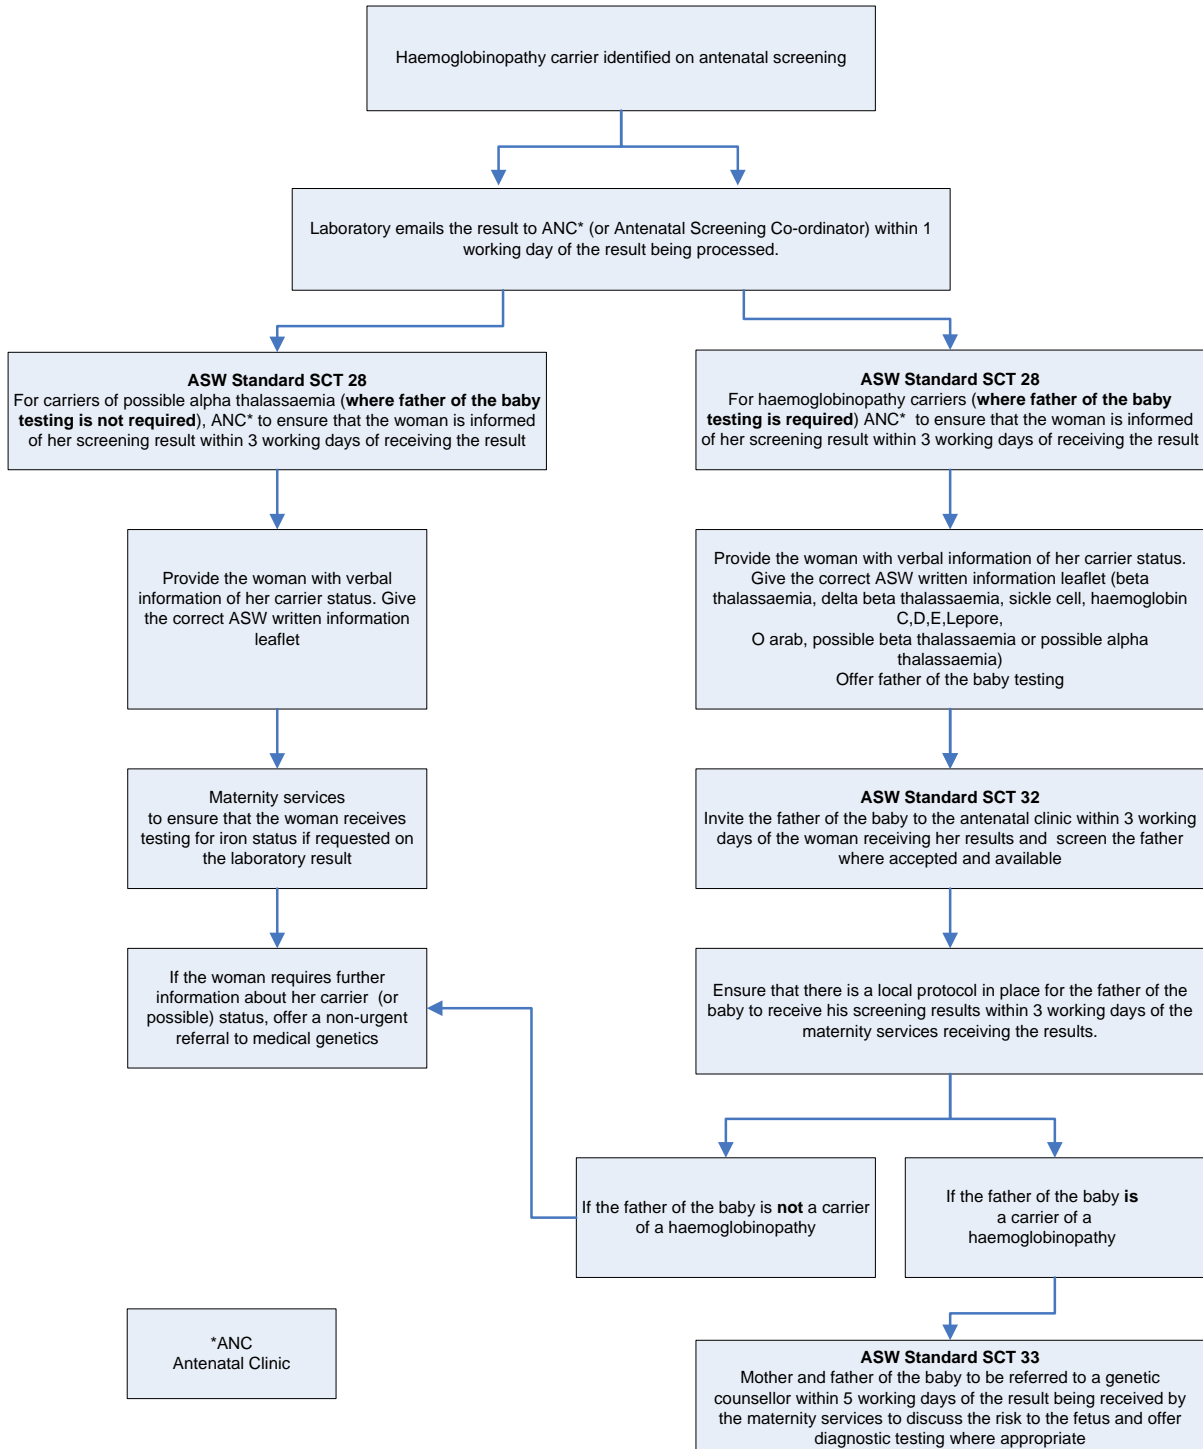 Haemoglobinopathy carrier identified on antenatal screening
Laboratory emails the result to ANC* (or Antenatal Screening Co-ordinator) within 1
working day of the result being processed.
ASW Standard SCT 28
For carriers of possible alpha thalassaemia (where father of the baby
testing is not required), ANC* to ensure that the woman is informed
of her screening result within 3 working days of receiving the result
ASW Standard SCT 28
For haemoglobinopathy carriers (where father of the baby
testing is required) ANC* to ensure that the woman is informed
of her screening result within 3 working days of receiving the result
Provide the woman with verbal
information of her carrier status. Give
the correct ASW written information
leaflet
Provide the woman with verbal information of her carrier status.
Give the correct ASW written information leaflet (beta
thalassaemia, delta beta thalassaemia, sickle cell, haemoglobin
C,D,E,Lepore,
O arab, possible beta thalassaemia or possible alpha
thalassaemia)
Offer father of the baby testing
Maternity services
to ensure that the woman receives
testing for iron status if requested on
the laboratory result
ASW Standard SCT 32
Invite the father of the baby to the antenatal clinic within 3 working
days of the woman receiving her results and screen the father
where accepted and available
If the woman requires further
information about her carrier (or
possible) status, offer a non-urgent
referral to medical genetics
Ensure that there is a local protocol in place for the father of the
baby to receive his screening results within 3 working days of the
maternity services receiving the results.
If the father of the baby is not a carrier
of a haemoglobinopathy
If the father of the baby is
a carrier of a
haemoglobinopathy
*ANC
Antenatal Clinic
ASW Standard SCT 33
Mother and father of the baby to be referred to a genetic
counsellor within 5 working days of the result being received by
the maternity services to discuss the risk to the fetus and offer
diagnostic testing where appropriate